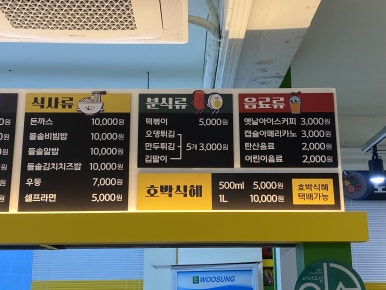 식사류
돈까스 10,000원
돌솥비빔밥 10,000원
돌솥알밥 10,000원
돌솥김치치즈밥 10,000원
우동 7,000원
셀프라면 5,000원
분식류
떡볶이 5,000원
오뎅튀김
만두튀김 5개 3,000원
김말이
음료류
옛날아이스커피 3,000원
캡슐아메리카노 3,000원
탄산음료 2,000원
어린이음료 2,000원
호박식혜
500ml 5,000원
1L 10,000원
호박식혜
택배가능
WOOSUNG